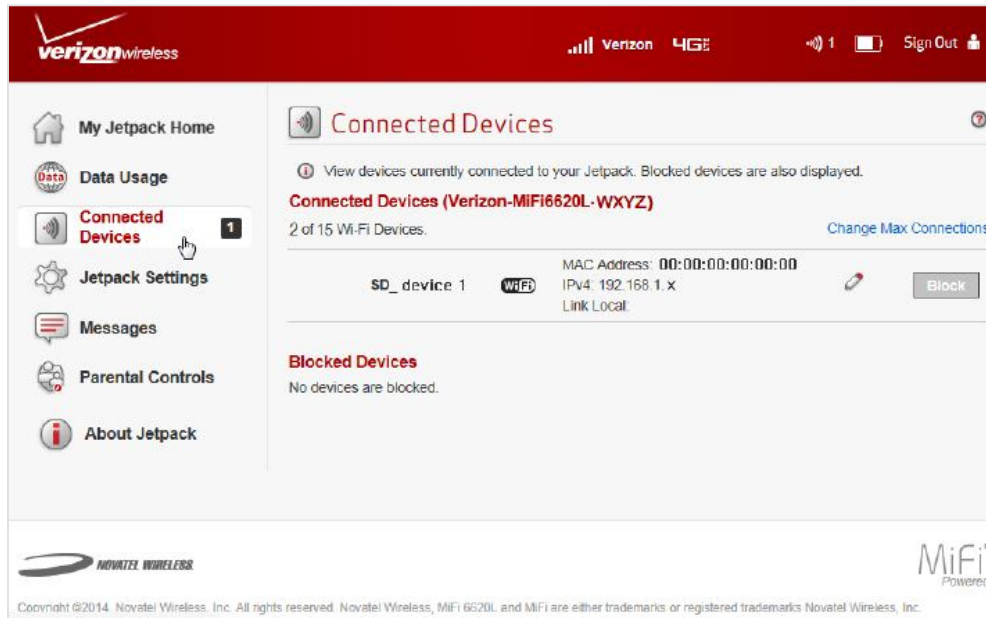 verizonwireless
Verizon 4GLTE
1
Sign Out
My Jetpack Home
Data
Data Usage
Connected
Devices
1
Jetpack Settings
Messages
Parental Controls
About Jetpack
Connected Devices
?
View devices currently connected to your Jetpack. Blocked devices are also displayed.
Connected Devices (Verizon-MiFi6620L-WXYZ)
2 of 15 Wi-Fi Devices.
Change Max Connections
SD_ device 1
WiFi
MAC Address: 00:00:00:00:00:00
IPv4: 192.168.1. x
Link Local:
Block
Blocked Devices
No devices are blocked.
NOVATEL WIRELESS
MiFi
Powered
Copyright ©2014 Novatel Wireless, Inc. All rights reserved. Novatel Wireless, MiFi 6620L and MiFi are either trademarks or registered trademarks Novatel Wireless, Inc.